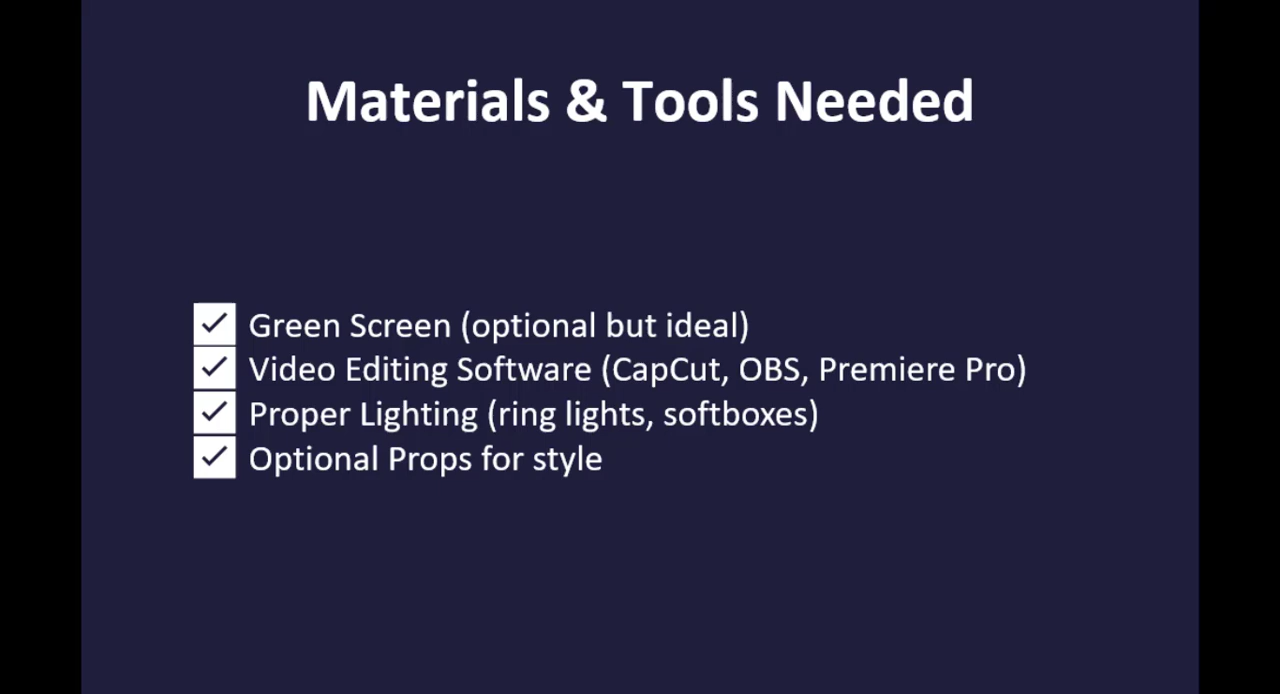 Materials & Tools Needed
Green Screen (optional but ideal)
Video Editing Software (CapCut, OBS, Premiere Pro)
Proper Lighting (ring lights, softboxes)
Optional Props for style